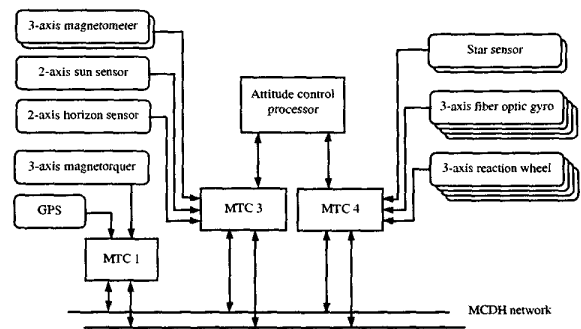 3-axis magnetometer
2-axis sun sensor
2-axis horizon sensor
3-axis magnetorquer
GPS
MTC 1
Attitude control
processor
MTC 3
MTC 4
Star sensor
3-axis fiber optic gyro
3-axis reaction wheel
MCDH network